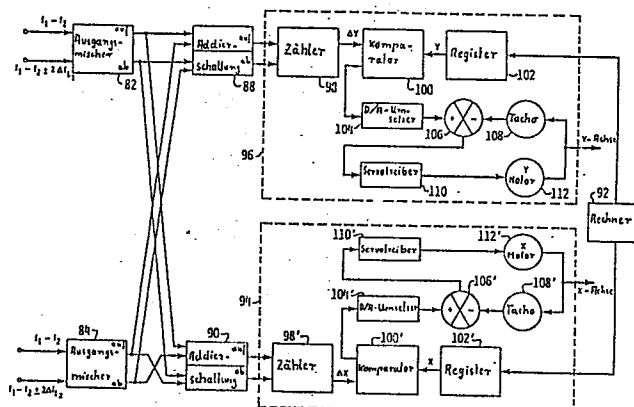 f₁-f₂
f₁-f₂±2Δf₁
Ausgangs-
mischer
auf
ab
82
Addier-
schaltung
auf
ab
88
Zähler
98
ΔY
Kompa-
rator
100
Y
Register
102
D/A-Umsetzer
104
+
-
106
Tacho
108
96
Servotreiber
110
Y
Motor
112
Y-Achse
Rechner
92
110'
Servotreiber
112'
X
Motor
X-Achse
94
104'
D/A-Umsetzer
+
-
106'
108'
Tacho
f₁-f₂
f₁-f₂±2Δf₂
84
Ausgangs-
mischer
auf
ab
90
Addier-
schaltung
auf
ab
98'
Zähler
ΔX
100'
Komparator
X
102'
Register